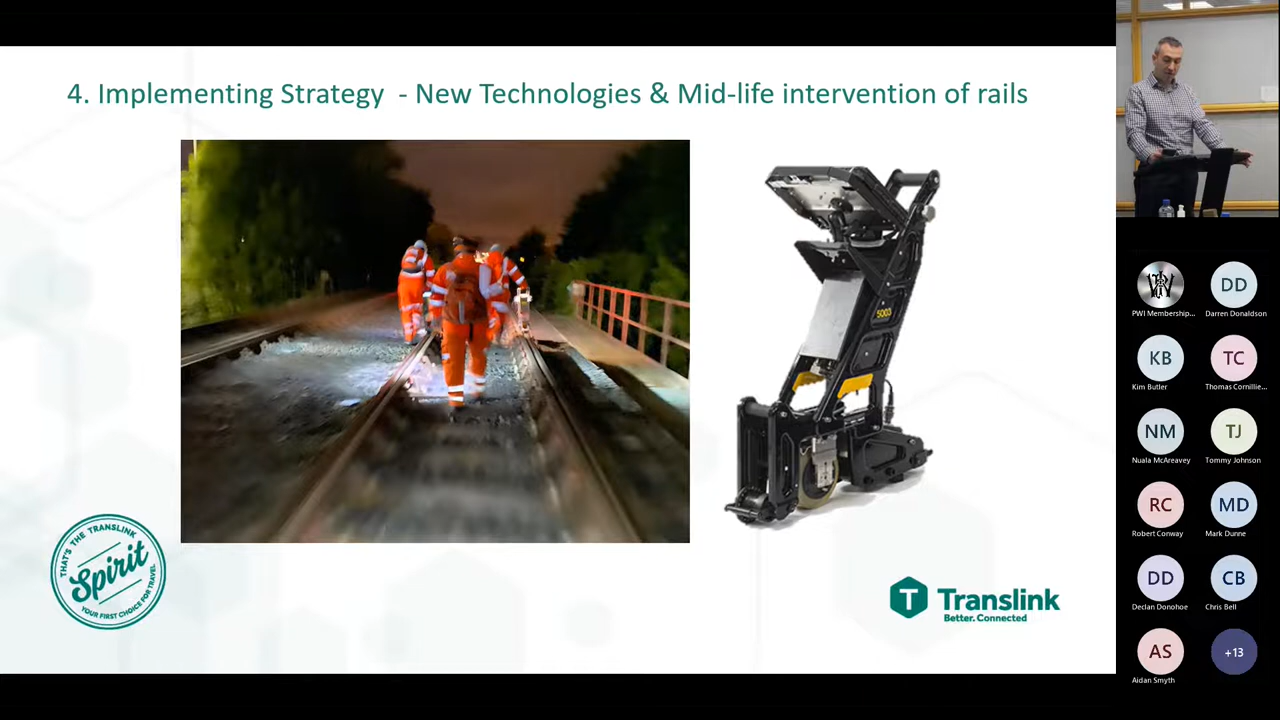 4. Implementing Strategy - New Technologies & Mid-life intervention of rails
5003
THAT'S THE TRANSLINK
Spirit
YOUR FIRST CHOICE FOR TRAVEL
T Translink
Better. Connected
PWI Membership...
DD
Darren Donaldson
KB
Kim Butler
TC
Thomas Cornillie...
NM
Nuala McAreavey
TJ
Tommy Johnson
RC
Robert Conway
MD
Mark Dunne
DD
Declan Donohoe
CB
Chris Bell
AS
Aidan Smyth
+13